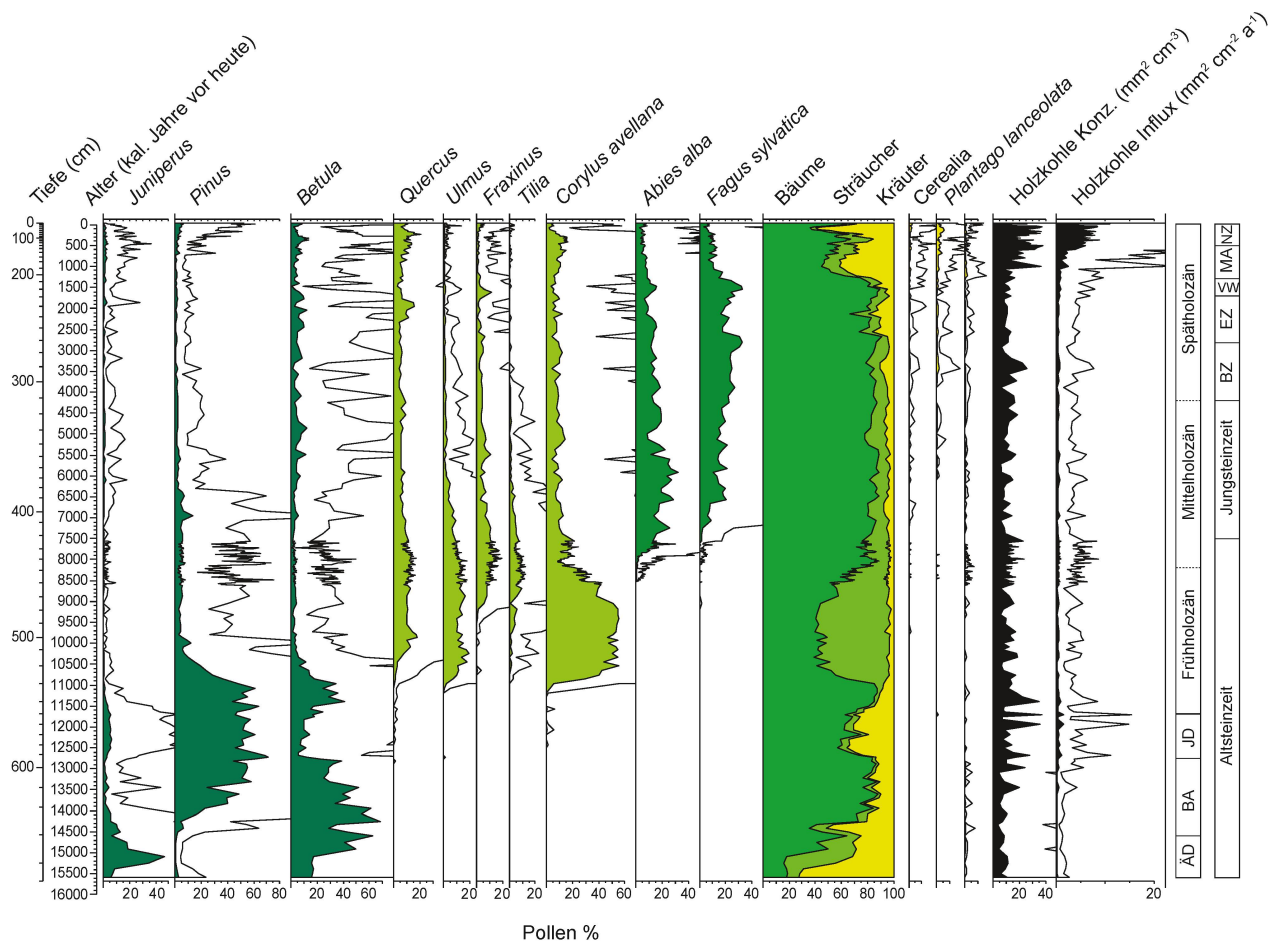 Tiefe (cm)
Alter (kal. Jahre vor heute)
Juniperus
Pinus
Betula
Quercus
Ulmus
Fraxinus
Tilia
Corylus avellana
Abies alba
Fagus sylvatica
Bäume
Sträucher
Kräuter
Cerealia
Plantago lanceolata
Holzkohle Konz. (mm² cm⁻³)
Holzkohle Influx (mm² cm⁻² a⁻¹)
0
100
200
300
400
500
600
0
500
1000
1500
2000
2500
3000
3500
4000
4500
5000
5500
6000
6500
7000
7500
8000
8500
9000
9500
10000
10500
11000
11500
12000
12500
13000
13500
14000
14500
15000
15500
16000
Spätholozän
Mittelholozän
Frühholozän
JD
BA
ÄD
NZ
MA
VW
EZ
BZ
Jungsteinzeit
Altsteinzeit
20 40 20 40 60 80 20 40 60 20 20 20 20 20 40 60 20 40 20 40 20 40 60 80 100 20 40 20
Pollen %